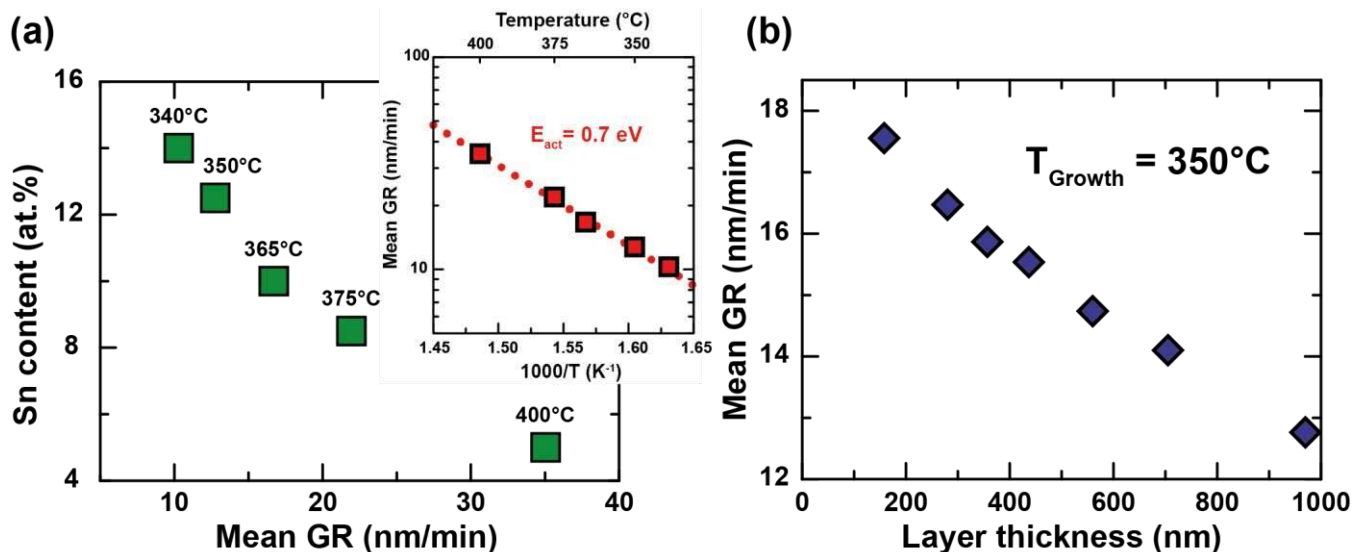 (a)
Temperature (°C)
400 375 350
100
10
Mean GR (nm/min)
E_act = 0.7 eV
1.45 1.50 1.55 1.60 1.65
1000/T (K⁻¹)
16
12
8
4
Sn content (at.%)
340°C
350°C
365°C
375°C
400°C
10 20 30 40
Mean GR (nm/min)
(b)
18
16
14
12
Mean GR (nm/min)
T_Growth = 350°C
0 200 400 600 800 1000
Layer thickness (nm)